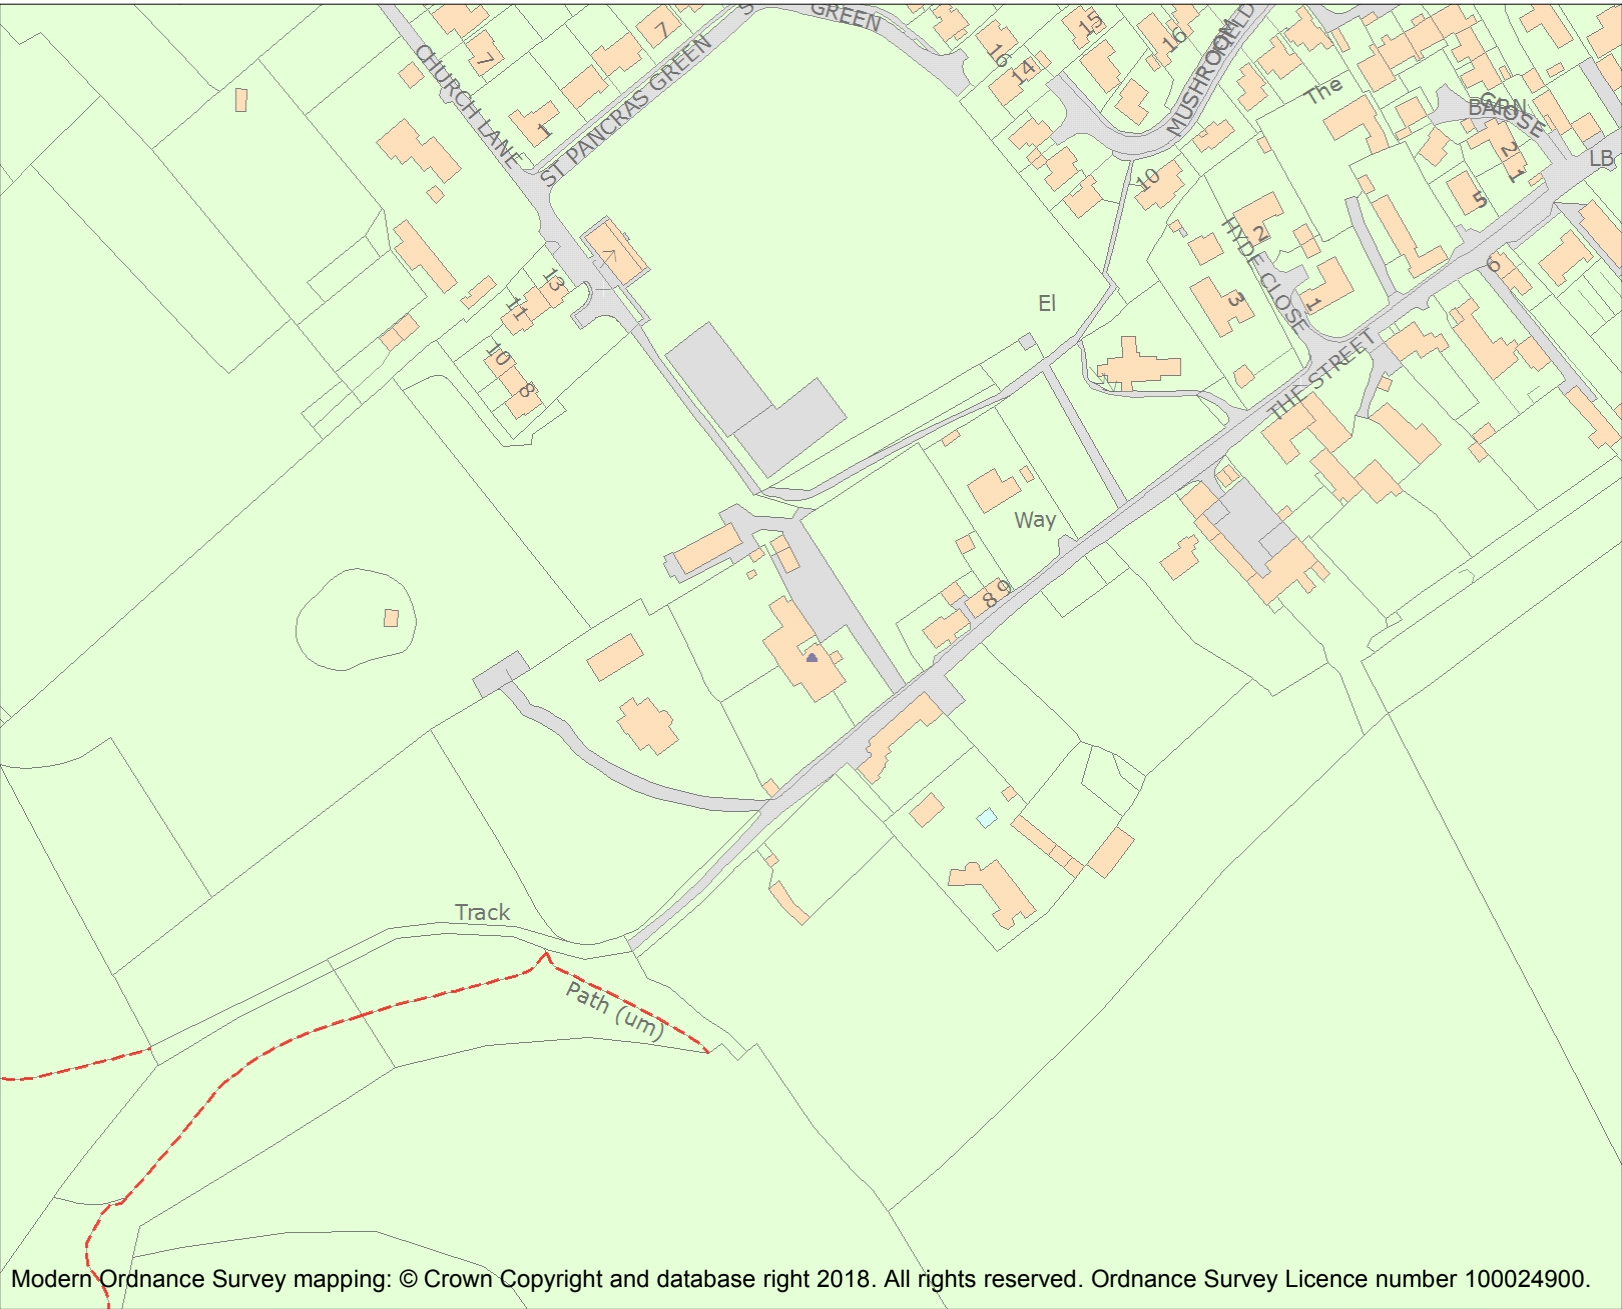 GREEN
CHURCH LANE
7
7
1
ST PANCRAS GREEN
16
14
15
16
MUSHROOM
10
The
BARN
CLOSE
2
1
LB
5
6
HYDE CLOSE
2
3
1
THE STREET
13
11
10
8
El
Way
8 9
Track
Path (um)
Modern Ordnance Survey mapping: © Crown Copyright and database right 2018. All rights reserved. Ordnance Survey Licence number 100024900.